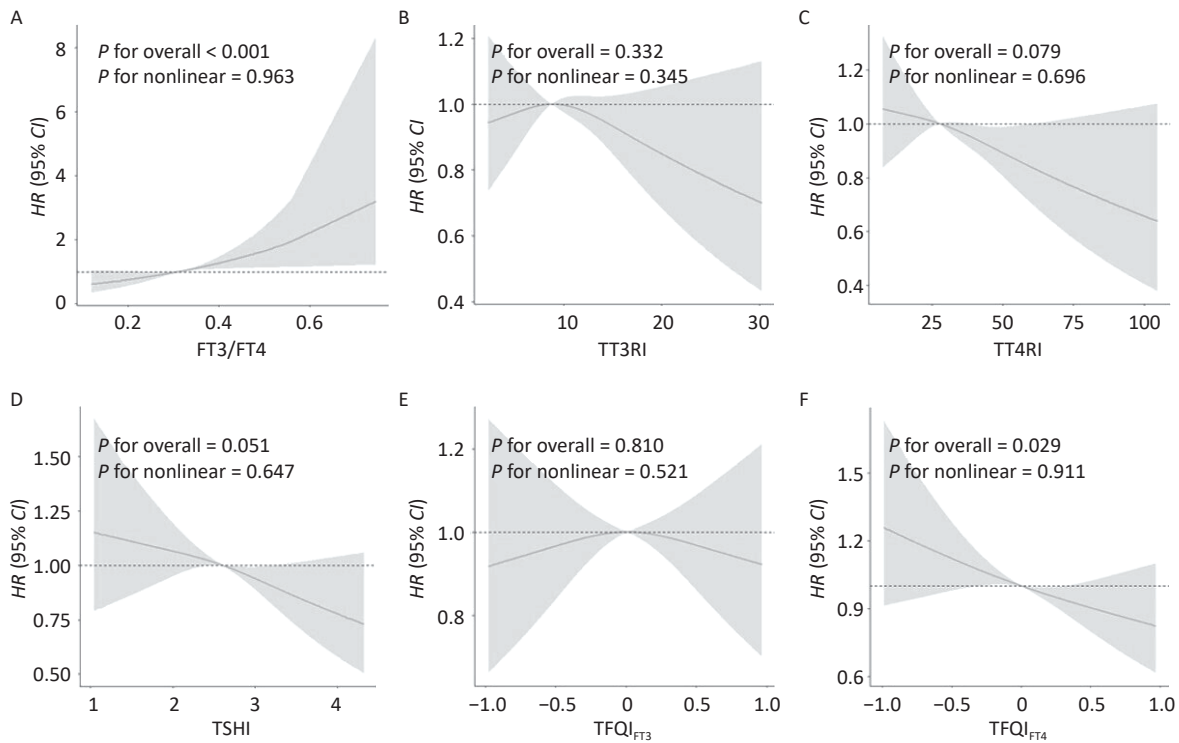 A
P for overall < 0.001
P for nonlinear = 0.963
HR (95% CI)
8
6
4
2
0
0.2 0.4 0.6
FT3/FT4
B
P for overall = 0.332
P for nonlinear = 0.345
HR (95% CI
1.2
1.0
0.8
0.6
0.4
10 20 30
TT3RI
C
P for overall = 0.079
P for nonlinear = 0.696
HR (95% CI)
1.2
1.0
0.8
0.6
0.4
25 50 75 100
TT4RI
D
P for overall = 0.051
P for nonlinear = 0.647
HR (95% CI)
1.50
1.25
1.00
0.75
0.50
1 2 3 4
TSHI
E
P for overall = 0.810
P for nonlinear = 0.521
HR (95% CI)
1.2
1.0
0.8
−1.0 −0.5 0 0.5 1.0
TFQI FT3
F
P for overall = 0.029
P for nonlinear = 0.911
HR (95% CI)
1.5
1.2
0.9
0.6
−1.0 −0.5 0 0.5 1.0
TFQI FT4